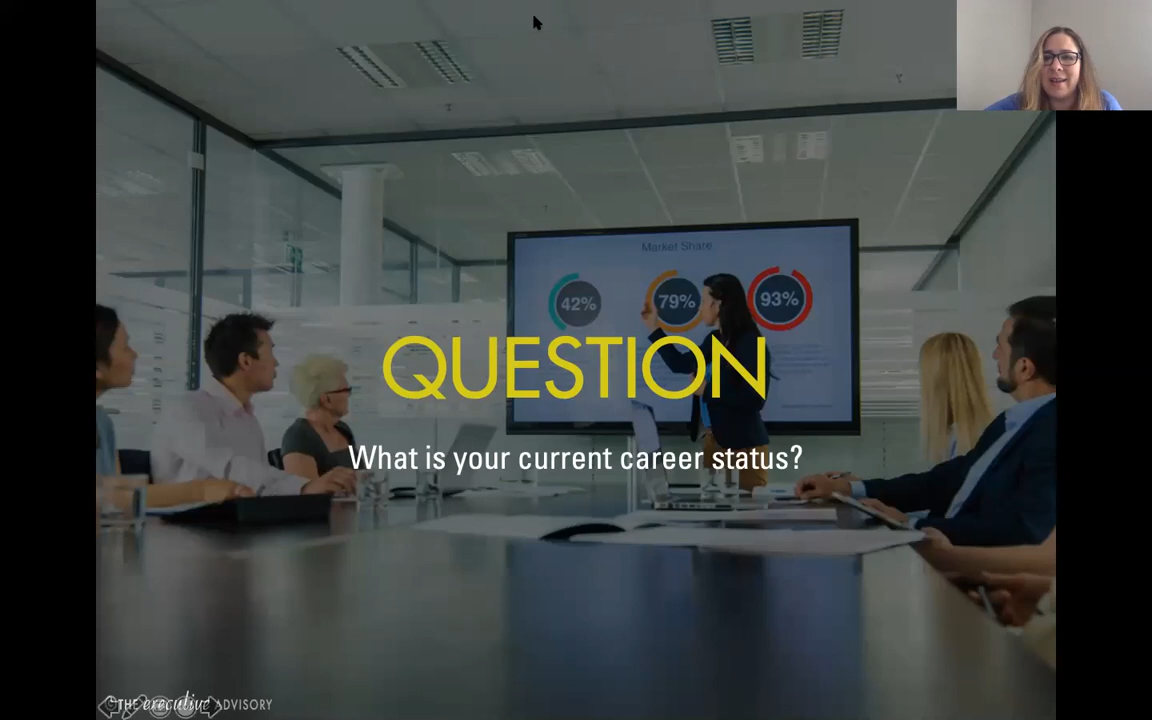 Market Share
42%
79%
93%
QUESTION
What is your current career status?
THE executive ADVISORY